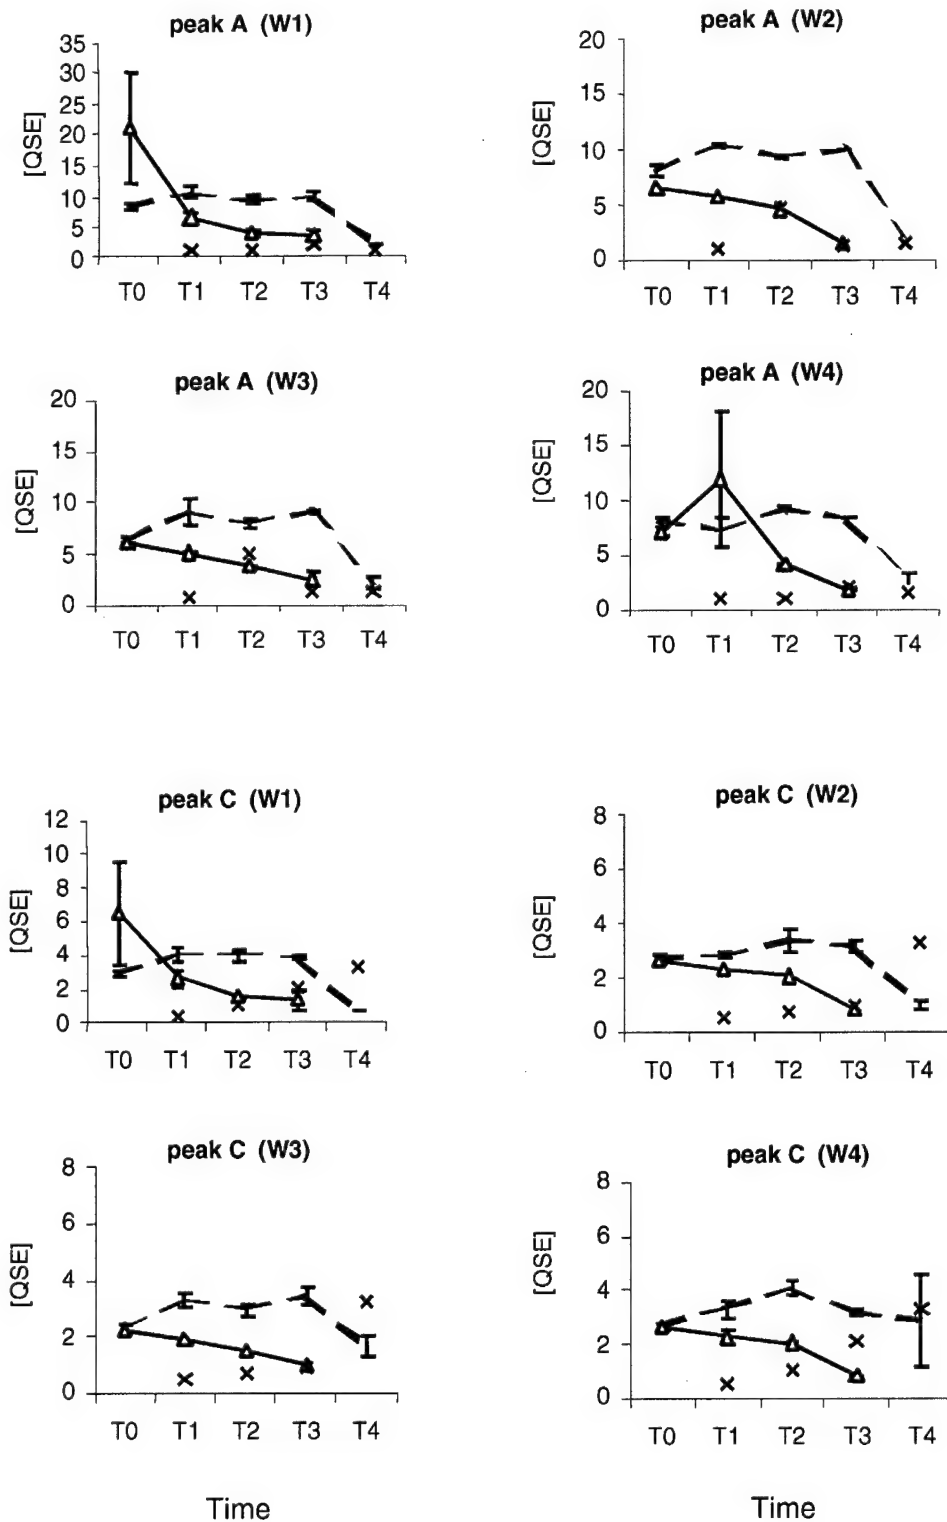 peak A (W1)
[QSE]
35
30
25
20
15
10
5
0
T0 T1 T2 T3 T4
peak A (W2)
[QSE]
20
15
10
5
0
T0 T1 T2 T3 T4
peak A (W3)
[QSE]
20
15
10
5
0
T0 T1 T2 T3 T4
peak A (W4)
[QSE]
20
15
10
5
0
T0 T1 T2 T3 T4
peak C (W1)
[QSE]
12
10
8
6
4
2
0
T0 T1 T2 T3 T4
peak C (W2)
[QSE]
8
6
4
2
0
T0 T1 T2 T3 T4
peak C (W3)
[QSE]
8
6
4
2
0
T0 T1 T2 T3 T4
Time
peak C (W4)
[QSE]
8
6
4
2
0
T0 T1 T2 T3 T4
Time